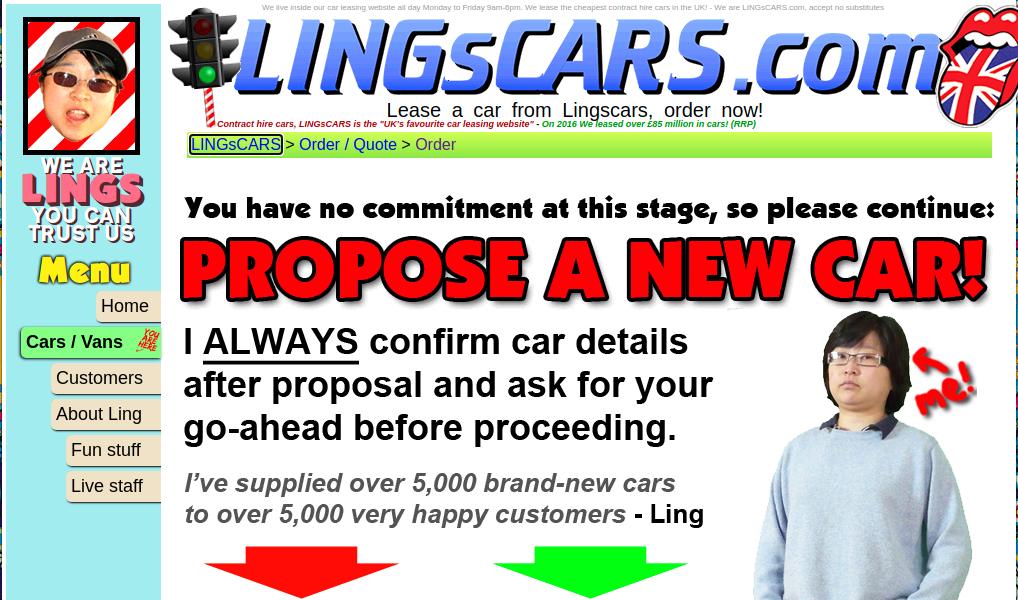 We live inside our car leasing website all day Monday to Friday 9am-6pm. We lease the cheapest contract hire cars in the UK! - We are LINGsCARS.com, accept no substitutes
LINGsCARS.com
Lease a car from Lingscars, order now!
Contract hire cars, LINGsCARS is the "UK's favourite car leasing website" - On 2016 We leased over £85 million in cars! (RRP)
LINGsCARS > Order / Quote > Order
WE ARE
LINGS
YOU CAN
TRUST US
Menu
Home
Cars / Vans YOU ARE HERE
Customers
About Ling
Fun stuff
Live staff
You have no commitment at this stage, so please continue:
PROPOSE A NEW CAR!
I ALWAYS confirm car details
after proposal and ask for your
go-ahead before proceeding.
me!
I've supplied over 5,000 brand-new cars
to over 5,000 very happy customers - Ling